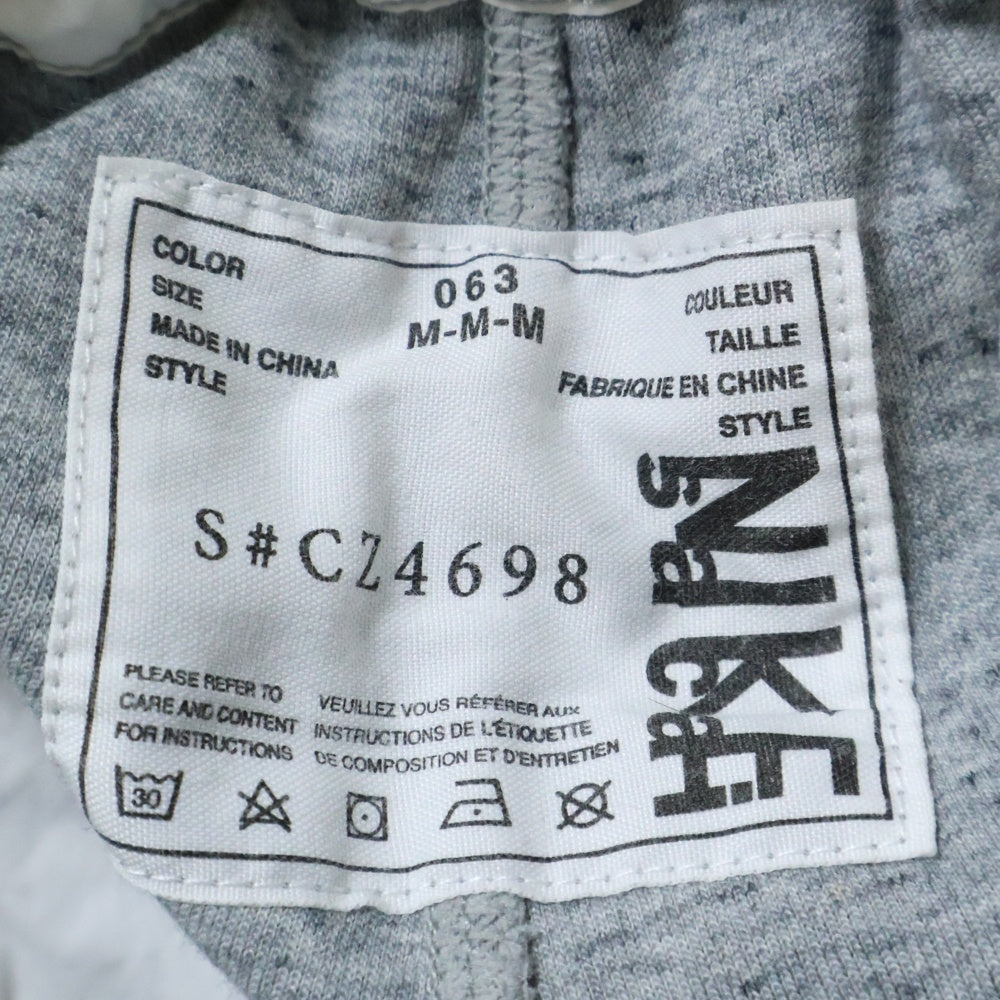 COLOR
SIZE
MADE IN CHINA
STYLE
063
M-M-M
COULEUR
TAILLE
FABRIQUE EN CHINE
STYLE
S#CZ4698
NIKE
sacai
PLEASE REFER TO
CARE AND CONTENT
FOR INSTRUCTIONS
VEUILLEZ VOUS RÉFÉRER AUX
INSTRUCTIONS DE L'ÉTIQUETTE
DE COMPOSITION ET D'ENTRETIEN
30